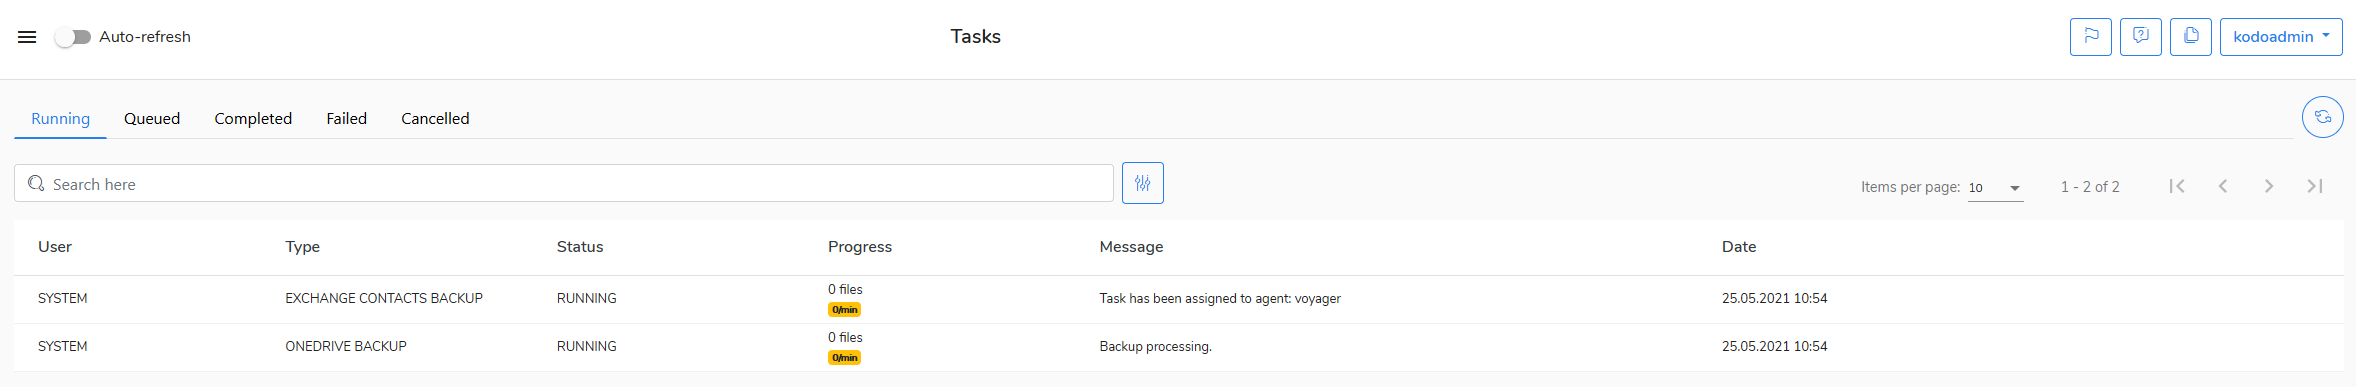 Auto-refresh
Tasks
kodoadmin
Running Queued Completed Failed Cancelled
Search here
Items per page: 10 1 - 2 of 2
User Type Status Progress Message Date
SYSTEM EXCHANGE CONTACTS BACKUP RUNNING 0 files 0/min Task has been assigned to agent: voyager 25.05.2021 10:54
SYSTEM ONEDRIVE BACKUP RUNNING 0 files 0/min Backup processing. 25.05.2021 10:54